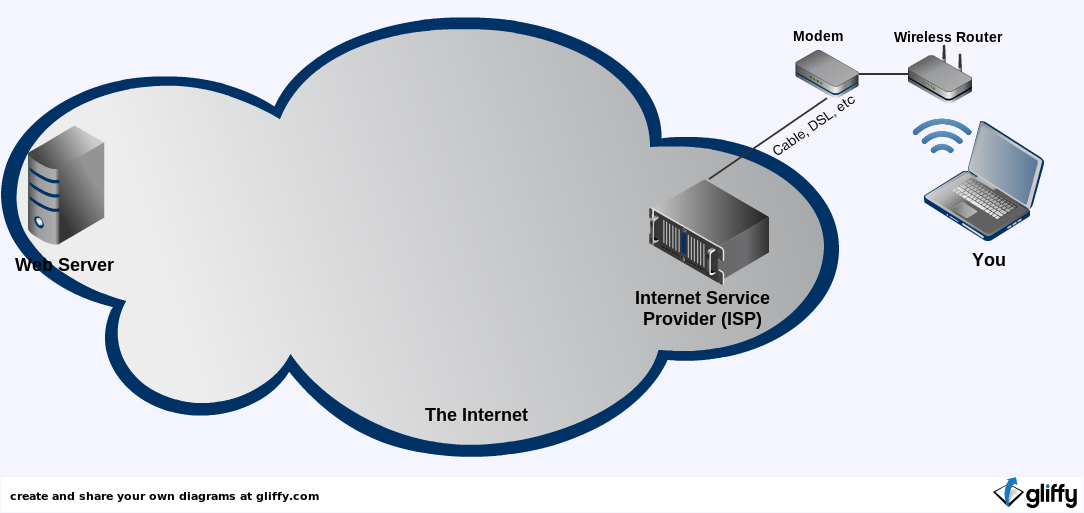 Modem
Wireless Router
Cable, DSL, etc
Web Server
You
Internet Service
Provider (ISP)
The Internet
create and share your own diagrams at gliffy.com
gliffy